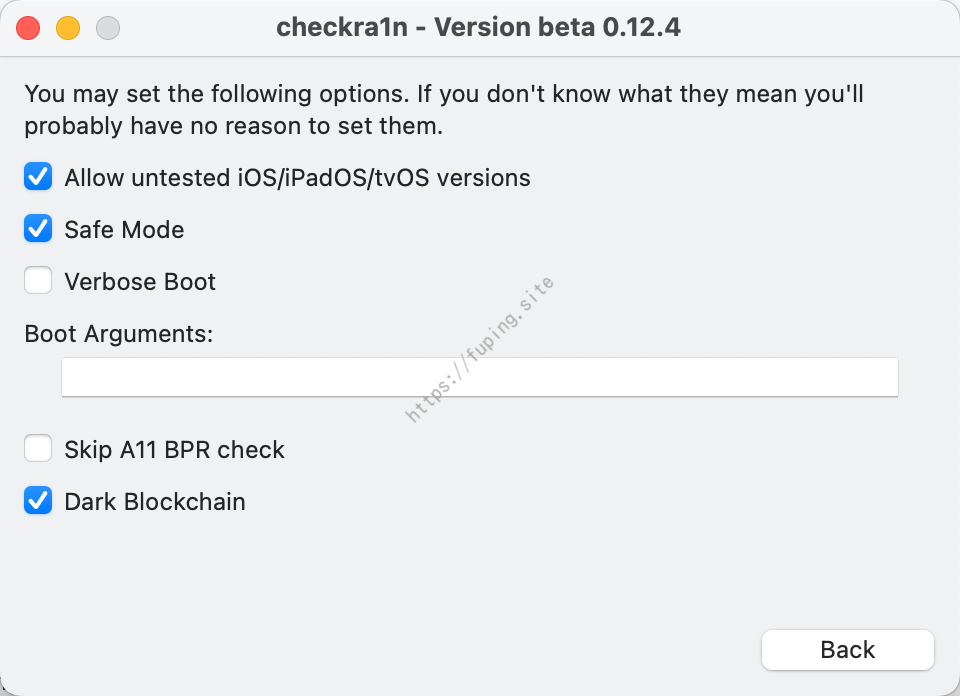 checkra1n - Version beta 0.12.4
You may set the following options. If you don't know what they mean you'll
probably have no reason to set them.
Allow untested iOS/iPadOS/tvOS versions
Safe Mode
Verbose Boot
Boot Arguments:
https://fuping.site
Skip A11 BPR check
Dark Blockchain
Back